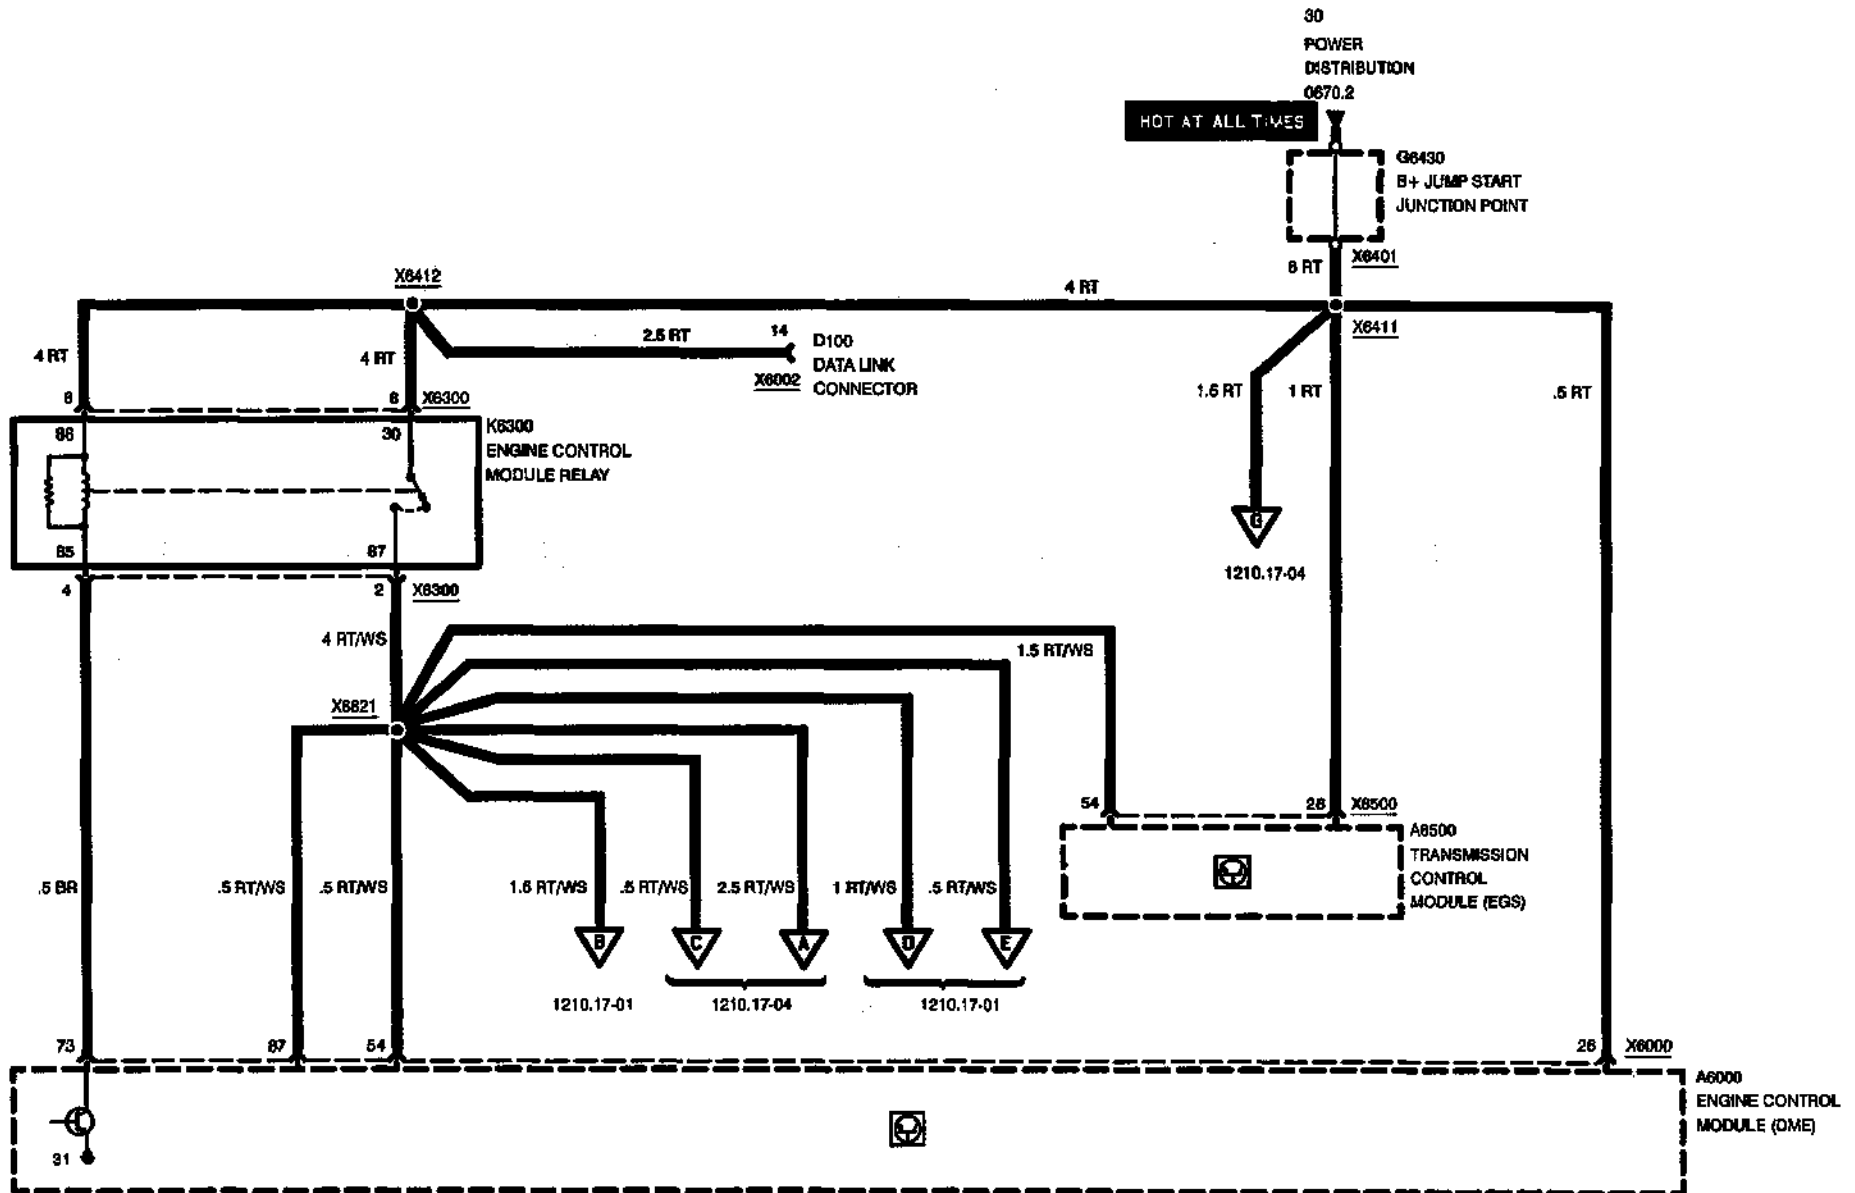 30
POWER
DISTRIBUTION
0670.2
HOT AT ALL TIMES
G6430
B+ JUMP START
JUNCTION POINT
6 RT
X6401
X6412
4 RT
X6411
4 RT
4 RT
2.5 RT
14
D100
DATA LINK
CONNECTOR
X6002
1.5 RT
1 RT
.5 RT
6
6
X6300
86
30
K6300
ENGINE CONTROL
MODULE RELAY
85
87
4
2
X6300
G
1210.17-04
4 RT/WS
1.5 RT/WS
X6821
54
26
X6500
A6500
TRANSMISSION
CONTROL
MODULE (EGS)
.5 BR
.5 RT/WS
.5 RT/WS
1.5 RT/WS
.5 RT/WS
2.5 RT/WS
1 RT/WS
.5 RT/WS
B
C
A
D
E
1210.17-01
1210.17-04
1210.17-01
73
87
54
26
X6000
A6000
ENGINE CONTROL
MODULE (DME)
31